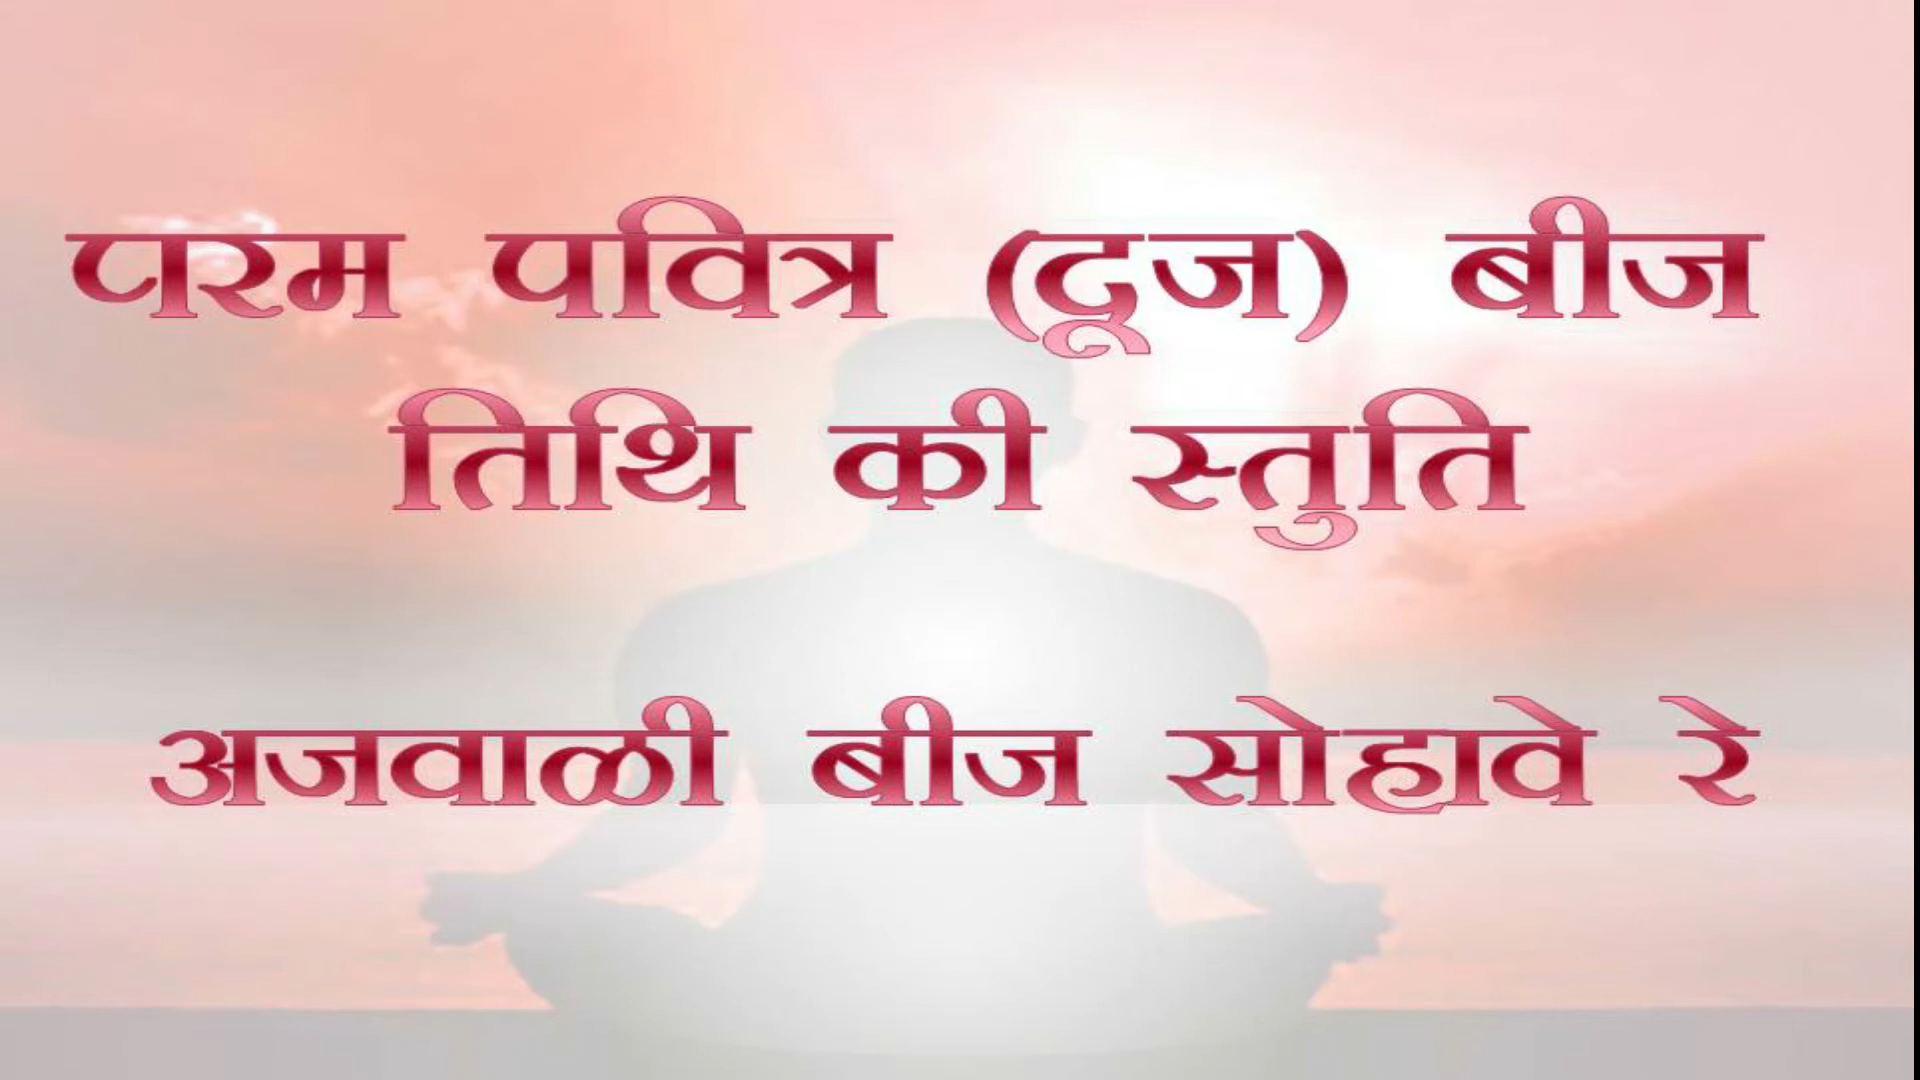 परम पवित्र (दूज) बीज
तिथि की स्तुति
अजवाळी बीज सोहावे रे